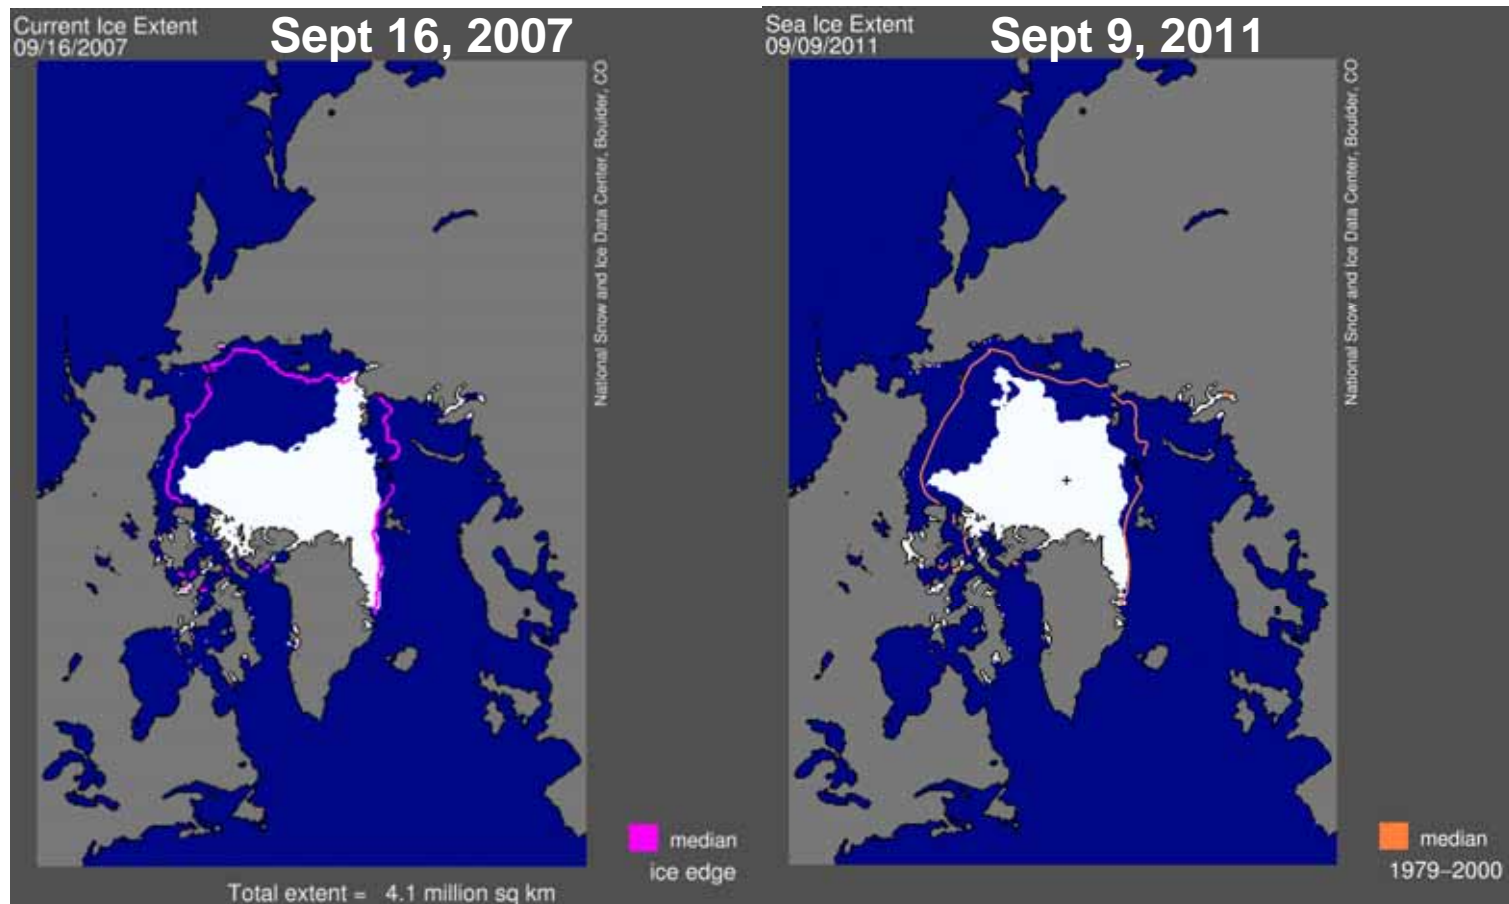 Current Ice Extent
09/16/2007
Sept 16, 2007
National Snow and Ice Data Center, Boulder, CO
median
ice edge
Total extent = 4.1 million sq km
Sea Ice Extent
09/09/2011
Sept 9, 2011
National Snow and Ice Data Center, Boulder, CO
median
1979–2000